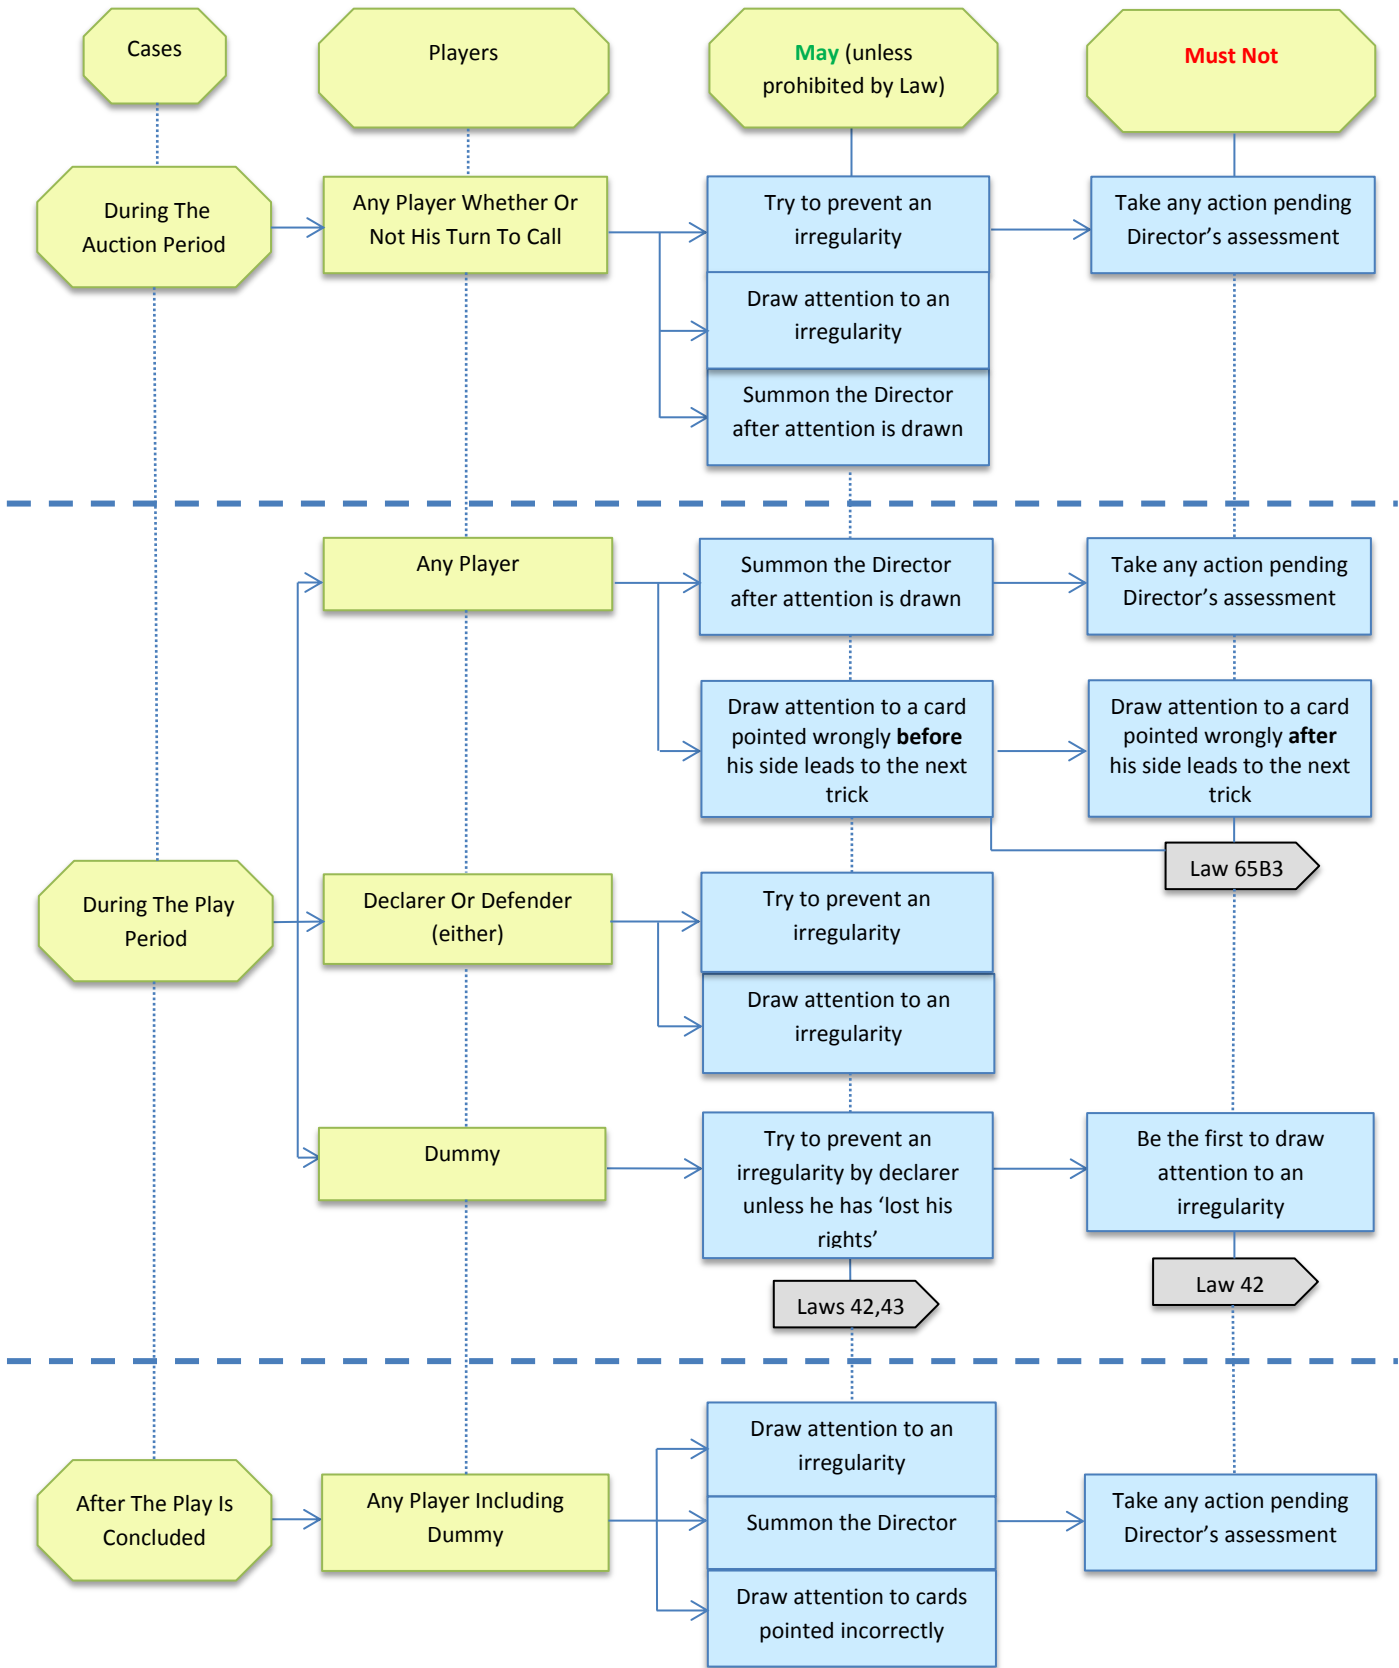 Cases
Players
May (unless
prohibited by Law)
Must Not
During The
Auction Period
Any Player Whether Or
Not His Turn To Call
Try to prevent an
irregularity
Take any action pending
Director’s assessment
Draw attention to an
irregularity
Summon the Director
after attention is drawn
Any Player
Summon the Director
after attention is drawn
Take any action pending
Director’s assessment
Draw attention to a card
pointed wrongly before
his side leads to the next
trick
Draw attention to a card
pointed wrongly after
his side leads to the next
trick
Law 65B3
During The Play
Period
Declarer Or Defender
(either)
Try to prevent an
irregularity
Draw attention to an
irregularity
Dummy
Try to prevent an
irregularity by declarer
unless he has ‘lost his
rights’
Be the first to draw
attention to an
irregularity
Laws 42,43
Law 42
After The Play Is
Concluded
Any Player Including
Dummy
Draw attention to an
irregularity
Summon the Director
Take any action pending
Director’s assessment
Draw attention to cards
pointed incorrectly